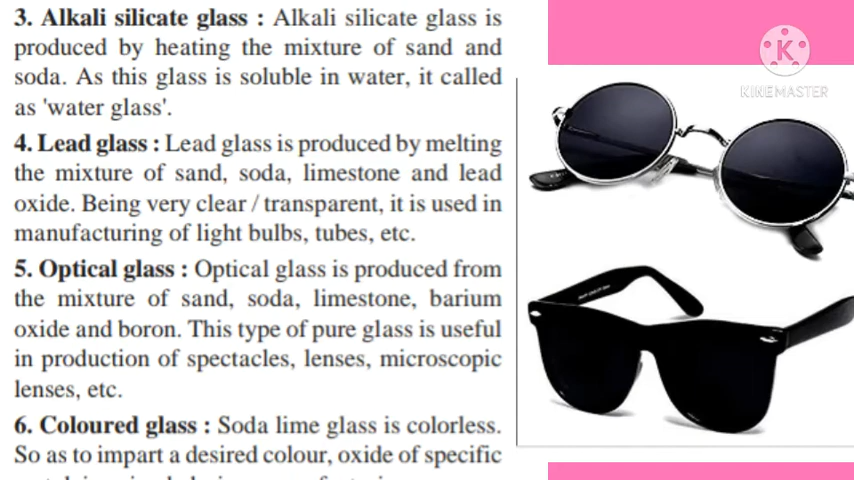 3. Alkali silicate glass : Alkali silicate glass is
produced by heating the mixture of sand and
soda. As this glass is soluble in water, it called
as 'water glass'.
4. Lead glass : Lead glass is produced by melting
the mixture of sand, soda, limestone and lead
oxide. Being very clear / transparent, it is used in
manufacturing of light bulbs, tubes, etc.
5. Optical glass : Optical glass is produced from
the mixture of sand, soda, limestone, barium
oxide and boron. This type of pure glass is useful
in production of spectacles, lenses, microscopic
lenses, etc.
6. Coloured glass : Soda lime glass is colorless.
So as to impart a desired colour, oxide of specific
K
KINEMASTER